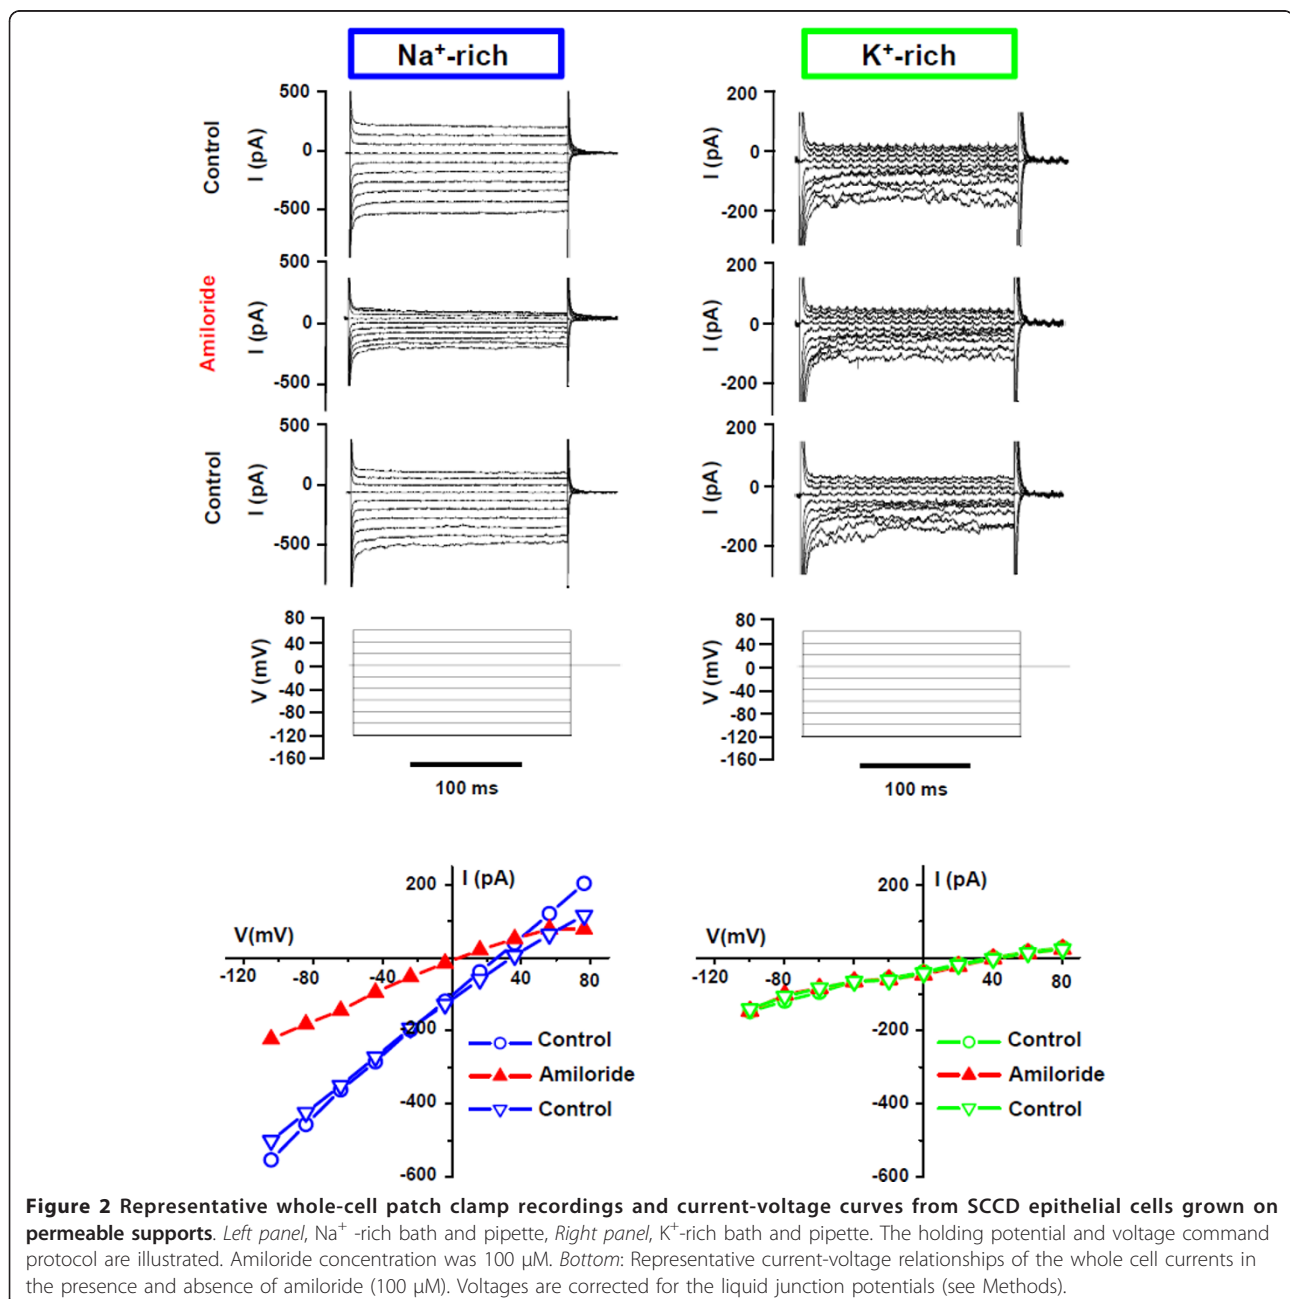 Na⁺-rich
K⁺-rich
Control
I (pA)
500
0
-500
I (pA)
200
0
-200
Amiloride
I (pA)
500
0
-500
I (pA)
200
0
-200
Control
I (pA)
500
0
-500
I (pA)
200
0
-200
V (mV)
80
40
0
-40
-80
-120
-160
V (mV)
80
40
0
-40
-80
-120
-160
100 ms
100 ms
I (pA)
V(mV)
200
-120
-80
-40
0
40
80
-200
-400
-600
Control
Amiloride
Control
I (pA)
V(mV)
200
-120
-80
-40
0
40
80
-200
-400
-600
Control
Amiloride
Control
Figure 2 Representative whole-cell patch clamp recordings and current-voltage curves from SCCD epithelial cells grown on
permeable supports. Left panel, Na⁺ -rich bath and pipette, Right panel, K⁺-rich bath and pipette. The holding potential and voltage command
protocol are illustrated. Amiloride concentration was 100 μM. Bottom: Representative current-voltage relationships of the whole cell currents in
the presence and absence of amiloride (100 μM). Voltages are corrected for the liquid junction potentials (see Methods).